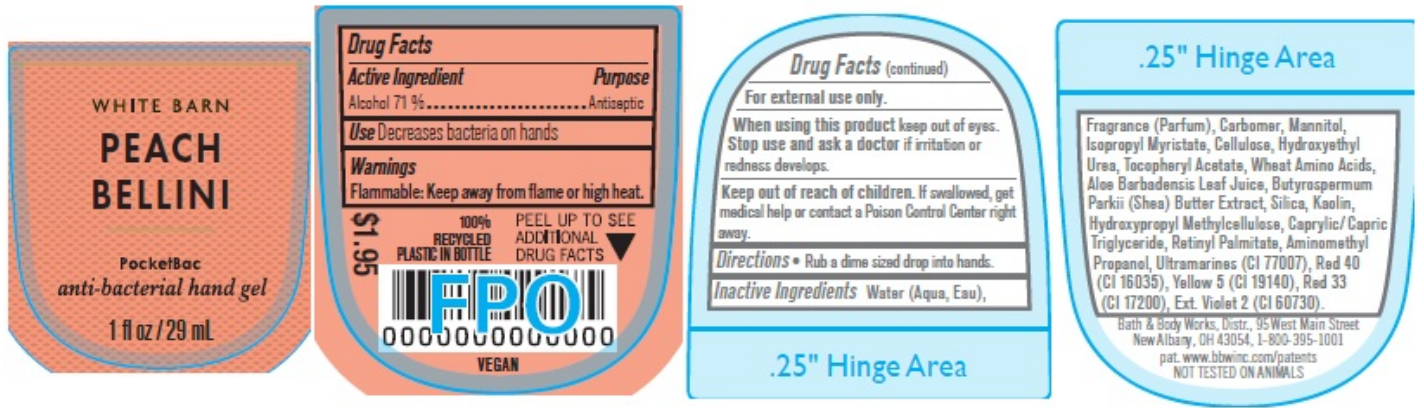 WHITE BARN
PEACH
BELLINI
PocketBac
anti-bacterial hand gel
1 fl oz / 29 mL
Drug Facts
Active Ingredient Purpose
Alcohol 71 %........................Antiseptic
Use Decreases bacteria on hands
Warnings
Flammable: Keep away from flame or high heat.
$1.95
100%
RECYCLED
PLASTIC IN BOTTLE
PEEL UP TO SEE
ADDITIONAL
DRUG FACTS
FPO
00000000000000
VEGAN
Drug Facts (continued)
For external use only.
When using this product keep out of eyes.
Stop use and ask a doctor if irritation or
redness develops.
Keep out of reach of children. If swallowed, get
medical help or contact a Poison Control Center right
away.
Directions • Rub a dime sized drop into hands.
Inactive Ingredients Water (Aqua, Eau),
.25" Hinge Area
.25" Hinge Area
Fragrance (Parfum), Carbomer, Mannitol,
Isopropyl Myristate, Cellulose, Hydroxyethyl
Urea, Tocopheryl Acetate, Wheat Amino Acids,
Aloe Barbadensis Leaf Juice, Butyrospermum
Parkii (Shea) Butter Extract, Silica, Kaolin,
Hydroxypropyl Methylcellulose, Caprylic/Capric
Triglyceride, Retinyl Palmitate, Aminomethyl
Propanol, Ultramarines (CI 77007), Red 40
(CI 16035), Yellow 5 (CI 19140), Red 33
(CI 17200), Ext. Violet 2 (CI 60730).
Bath & Body Works, Distr., 95 West Main Street
New Albany, OH 43054, 1-800-395-1001
pat. www.bbwinc.com/patents
NOT TESTED ON ANIMALS